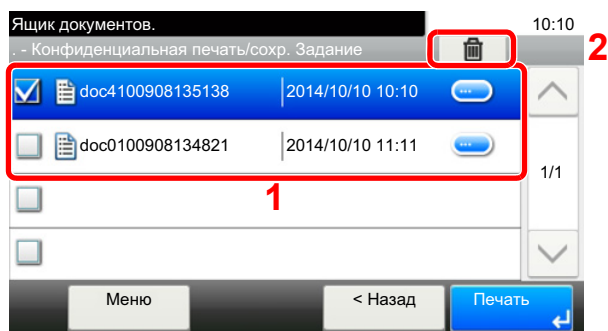 Ящик документов. 10:10
. - Конфиденциальная печать/сохр. Задание 2
doc4100908135138 2014/10/10 10:10 ...
doc0100908134821 2014/10/10 11:11 ...
1/1
1
Меню < Назад Печать